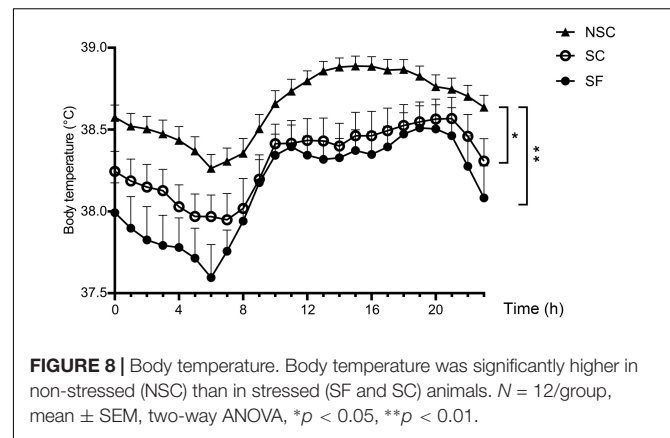 NSC
SC
SF
39.0
38.5
38.0
37.5
Body temperature (°C)
0
4
8
12
16
20
Time (h)
*
**
FIGURE 8 | Body temperature. Body temperature was significantly higher in
non-stressed (NSC) than in stressed (SF and SC) animals. N = 12/group,
mean ± SEM, two-way ANOVA, *p < 0.05, **p < 0.01.